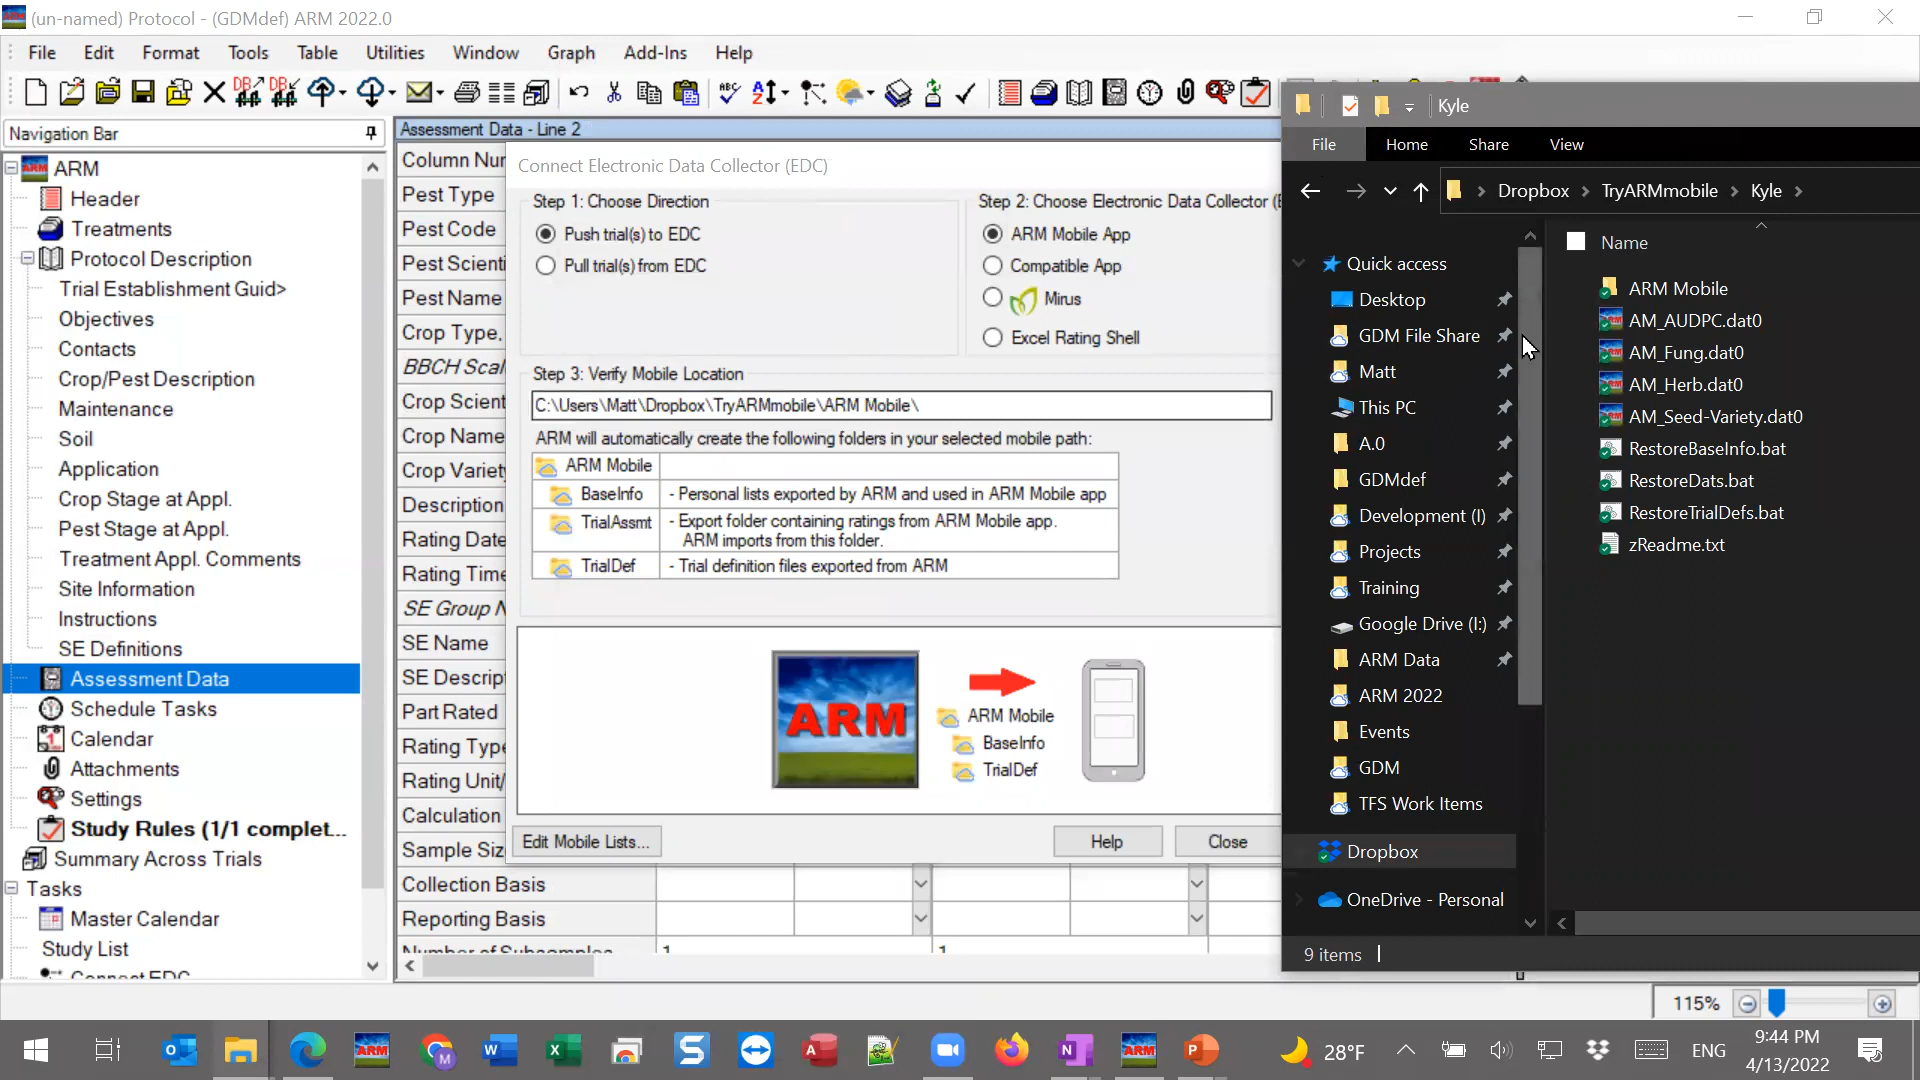 (un-named) Protocol - (GDMdef) ARM 2022.0
File Edit Format Tools Table Utilities Window Graph Add-Ins Help
Navigation Bar
ARM
Header
Treatments
Protocol Description
Trial Establishment Guid>
Objectives
Contacts
Crop/Pest Description
Maintenance
Soil
Application
Crop Stage at Appl.
Pest Stage at Appl.
Treatment Appl. Comments
Site Information
Instructions
SE Definitions
Assessment Data
Schedule Tasks
Calendar
Attachments
Settings
Study Rules (1/1 complet...
Summary Across Trials
Tasks
Master Calendar
Study List
Connect EDC
Assessment Data - Line 2
Column Nur
Pest Type
Pest Code
Pest Scienti
Pest Name
Crop Type,
BBCH Scal
Crop Scient
Crop Name
Crop Variety
Description
Rating Date
Rating Time
SE Group N
SE Name
SE Descrip
Part Rated
Rating Type
Rating Unit/
Calculation
Sample Siz
Collection Basis
Reporting Basis
Number of Subsamples 1 1
Connect Electronic Data Collector (EDC)
Step 1: Choose Direction
Push trial(s) to EDC
Pull trial(s) from EDC
Step 2: Choose Electronic Data Collector (E
ARM Mobile App
Compatible App
Mirus
Excel Rating Shell
Step 3: Verify Mobile Location
C:\Users\Matt\Dropbox\TryARMmobile\ARM Mobile\
ARM will automatically create the following folders in your selected mobile path:
ARM Mobile
BaseInfo - Personal lists exported by ARM and used in ARM Mobile app
TrialAssmt - Export folder containing ratings from ARM Mobile app.
ARM imports from this folder.
TrialDef - Trial definition files exported from ARM
ARM
ARM Mobile
BaseInfo
TrialDef
Edit Mobile Lists...
Help
Close
Kyle
File Home Share View
Dropbox TryARMmobile Kyle
Quick access
Desktop
GDM File Share
Matt
This PC
A.0
GDMdef
Development (I)
Projects
Training
Google Drive (I:)
ARM Data
ARM 2022
Events
GDM
TFS Work Items
Dropbox
OneDrive - Personal
Name
ARM Mobile
AM_AUDPC.dat0
AM_Fung.dat0
AM_Herb.dat0
AM_Seed-Variety.dat0
RestoreBaseInfo.bat
RestoreDats.bat
RestoreTrialDefs.bat
zReadme.txt
9 items
115%
28°F
ENG
9:44 PM
4/13/2022